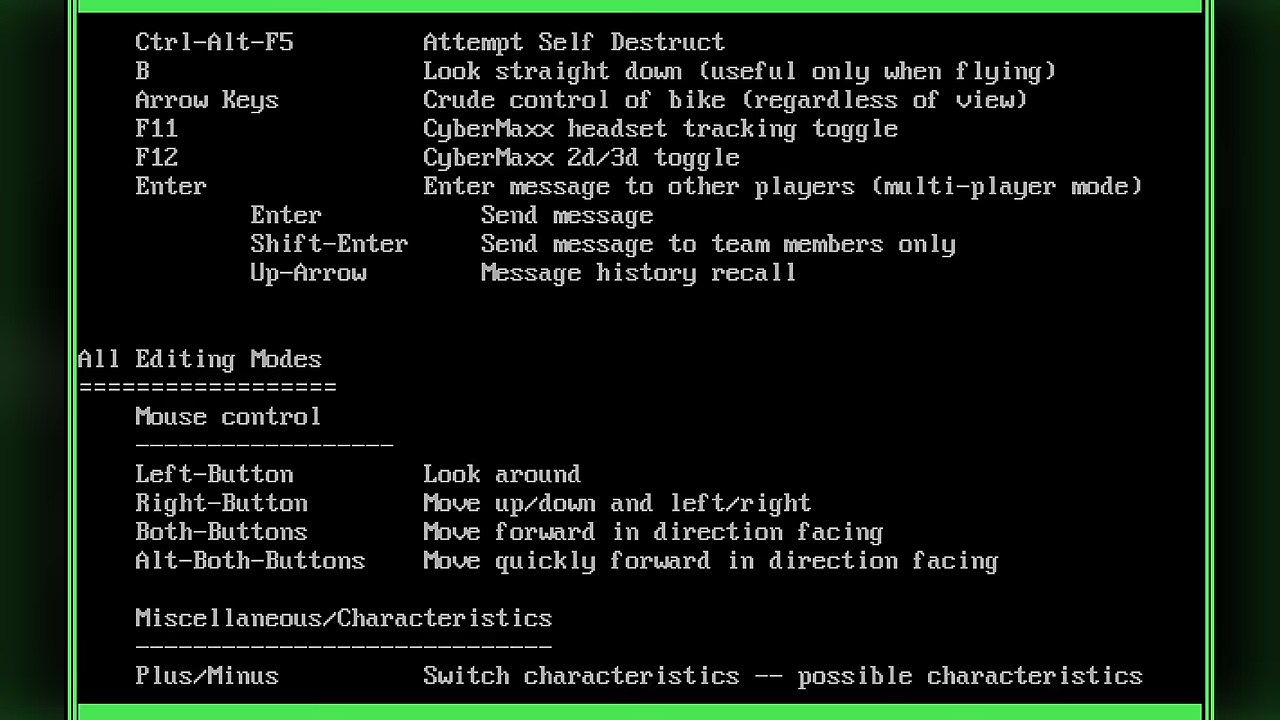 Ctrl-Alt-F5 Attempt Self Destruct
B Look straight down (useful only when flying)
Arrow Keys Crude control of bike (regardless of view)
F11 CyberMaxx headset tracking toggle
F12 CyberMaxx 2d/3d toggle
Enter Enter message to other players (multi-player mode)
Enter Send message
Shift-Enter Send message to team members only
Up-Arrow Message history recall
All Editing Modes
==================
Mouse control
------------------
Left-Button Look around
Right-Button Move up/down and left/right
Both-Buttons Move forward in direction facing
Alt-Both-Buttons Move quickly forward in direction facing
Miscellaneous/Characteristics
-----------------------------
Plus/Minus Switch characteristics -- possible characteristics